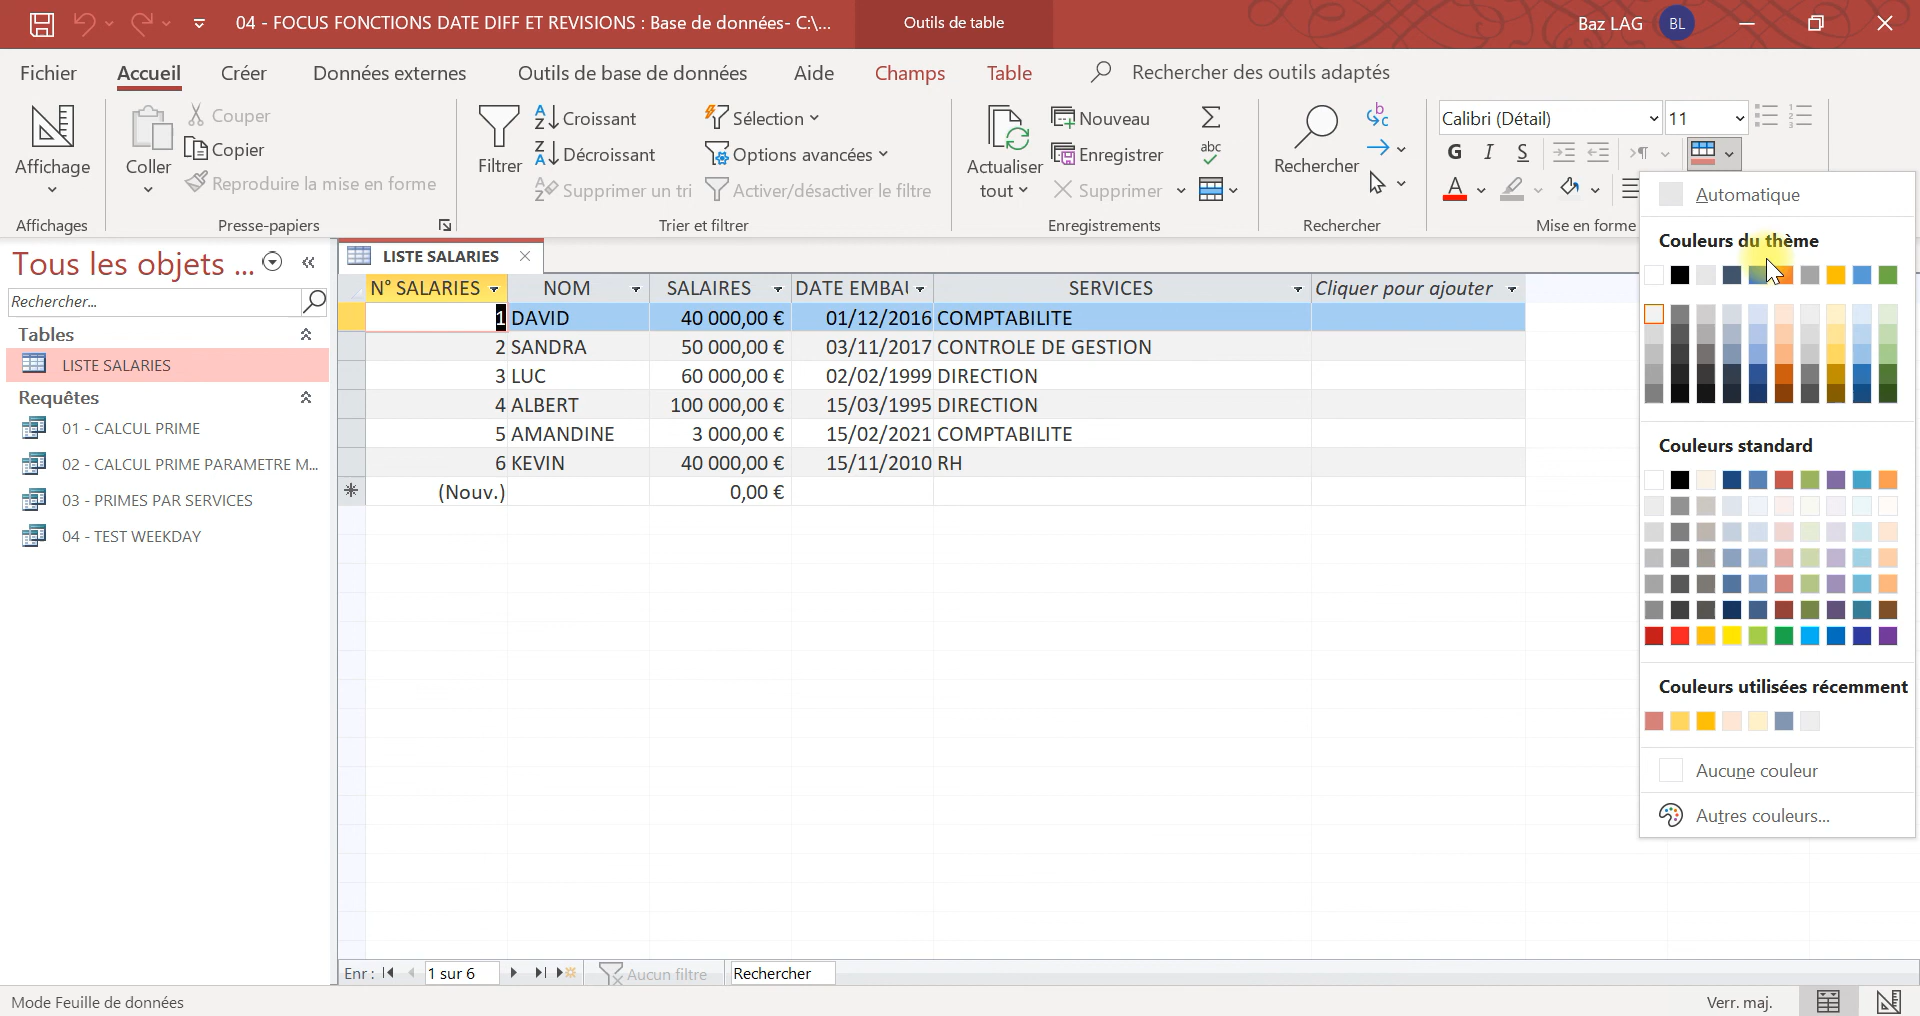 04 - FOCUS FONCTIONS DATE DIFF ET REVISIONS : Base de données- C:\...
Outils de table
Baz LAG BL
Fichier Accueil Créer Données externes Outils de base de données Aide Champs Table Rechercher des outils adaptés
Affichage
Affichages
Coller
Couper
Copier
Reproduire la mise en forme
Presse-papiers
Filtrer
Croissant
Décroissant
Supprimer un tri
Sélection
Options avancées
Activer/désactiver le filtre
Trier et filtrer
Actualiser
tout
Nouveau
Enregistrer
Supprimer
Enregistrements
Rechercher
Rechercher
Calibri (Détail) 11
G I S
Mise en forme
Automatique
Couleurs du thème
Couleurs standard
Couleurs utilisées récemment
Aucune couleur
Autres couleurs...
Tous les objets ...
Rechercher...
Tables
LISTE SALARIES
Requêtes
01 - CALCUL PRIME
02 - CALCUL PRIME PARAMETRE M...
03 - PRIMES PAR SERVICES
04 - TEST WEEKDAY
LISTE SALARIES
N° SALARIES NOM SALAIRES DATE EMBAU SERVICES Cliquer pour ajouter
1 DAVID 40 000,00 € 01/12/2016 COMPTABILITE
2 SANDRA 50 000,00 € 03/11/2017 CONTROLE DE GESTION
3 LUC 60 000,00 € 02/02/1999 DIRECTION
4 ALBERT 100 000,00 € 15/03/1995 DIRECTION
5 AMANDINE 3 000,00 € 15/02/2021 COMPTABILITE
6 KEVIN 40 000,00 € 15/11/2010 RH
(Nouv.) 0,00 €
Enr : 1 sur 6 Aucun filtre Rechercher
Mode Feuille de données
Verr. maj.